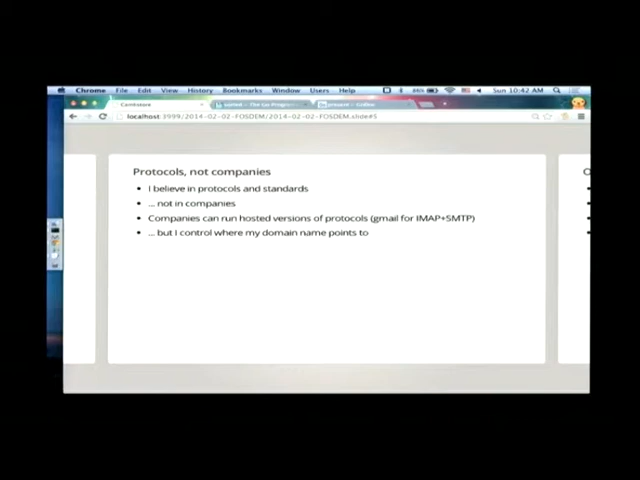 Chrome File Edit View History Bookmarks Window Users Help Sun 10:42 AM
Camlistore
localhost:3999/2014-02-02-FOSDEM/2014-02-02-FOSDEM.slide#5
Protocols, not companies
• I believe in protocols and standards
• ... not in companies
• Companies can run hosted versions of protocols (gmail for IMAP+SMTP)
• ... but I control where my domain name points to